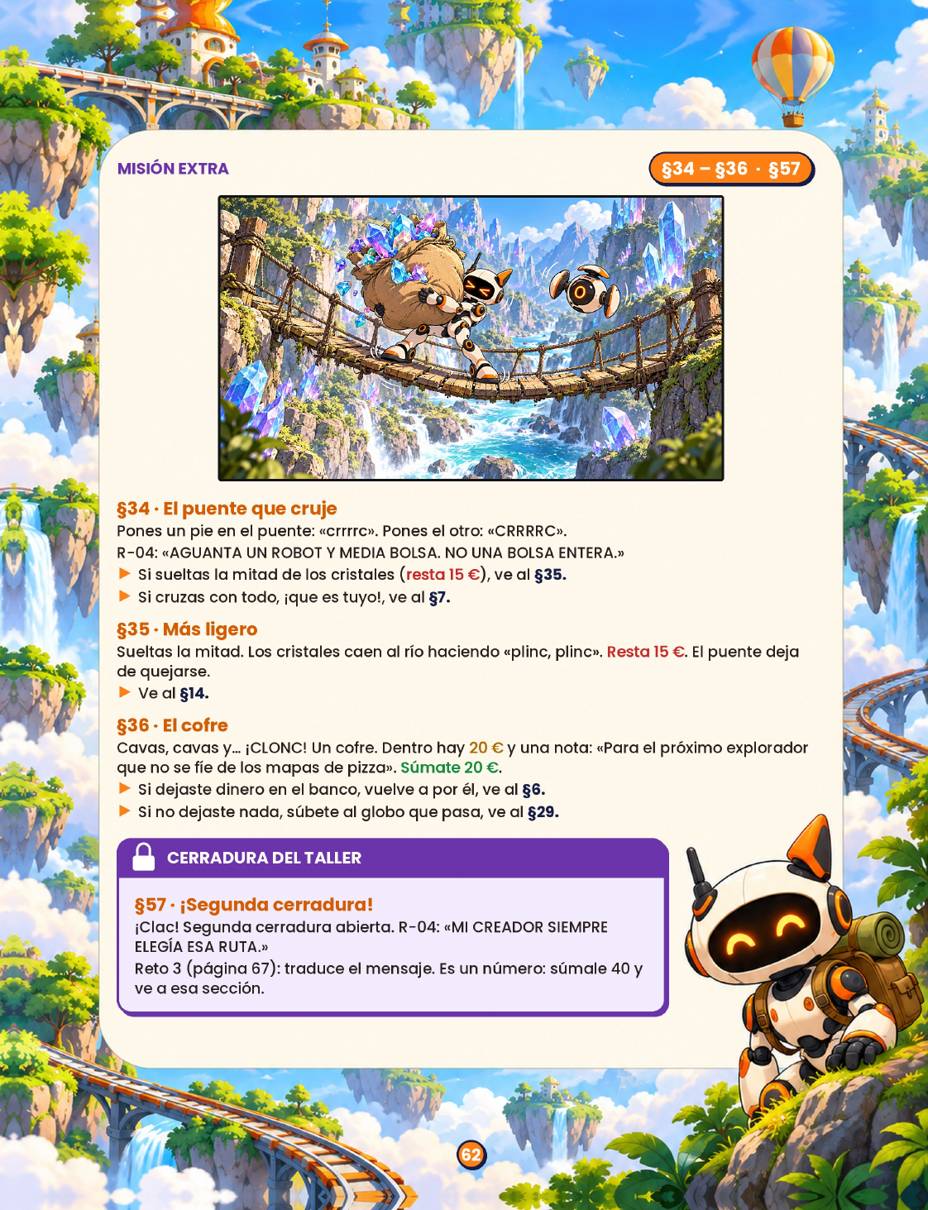 MISIÓN EXTRA
§34 – §36 · §57
§34 · El puente que cruje
Pones un pie en el puente: «crrrrc». Pones el otro: «CRRRRC».
R-04: «AGUANTA UN ROBOT Y MEDIA BOLSA. NO UNA BOLSA ENTERA.»
Si sueltas la mitad de los cristales (resta 15 €), ve al §35.
Si cruzas con todo, ¡que es tuyo!, ve al §7.
§35 · Más ligero
Sueltas la mitad. Los cristales caen al río haciendo «plinc, plinc». Resta 15 €. El puente deja
de quejarse.
Ve al §14.
§36 · El cofre
Cavas, cavas y… ¡CLONC! Un cofre. Dentro hay 20 € y una nota: «Para el próximo explorador
que no se fíe de los mapas de pizza». Súmate 20 €.
Si dejaste dinero en el banco, vuelve a por él, ve al §6.
Si no dejaste nada, súbete al globo que pasa, ve al §29.
CERRADURA DEL TALLER
§57 · ¡Segunda cerradura!
¡Clac! Segunda cerradura abierta. R-04: «MI CREADOR SIEMPRE
ELEGÍA ESA RUTA.»
Reto 3 (página 67): traduce el mensaje. Es un número: súmale 40 y
ve a esa sección.
62